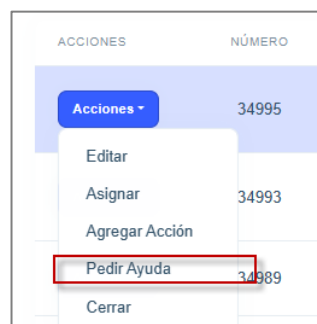 ACCIONES NÚMERO
Acciones 34995
Editar
Asignar 34993
Agregar Acción
Pedir Ayuda 34989
Cerrar